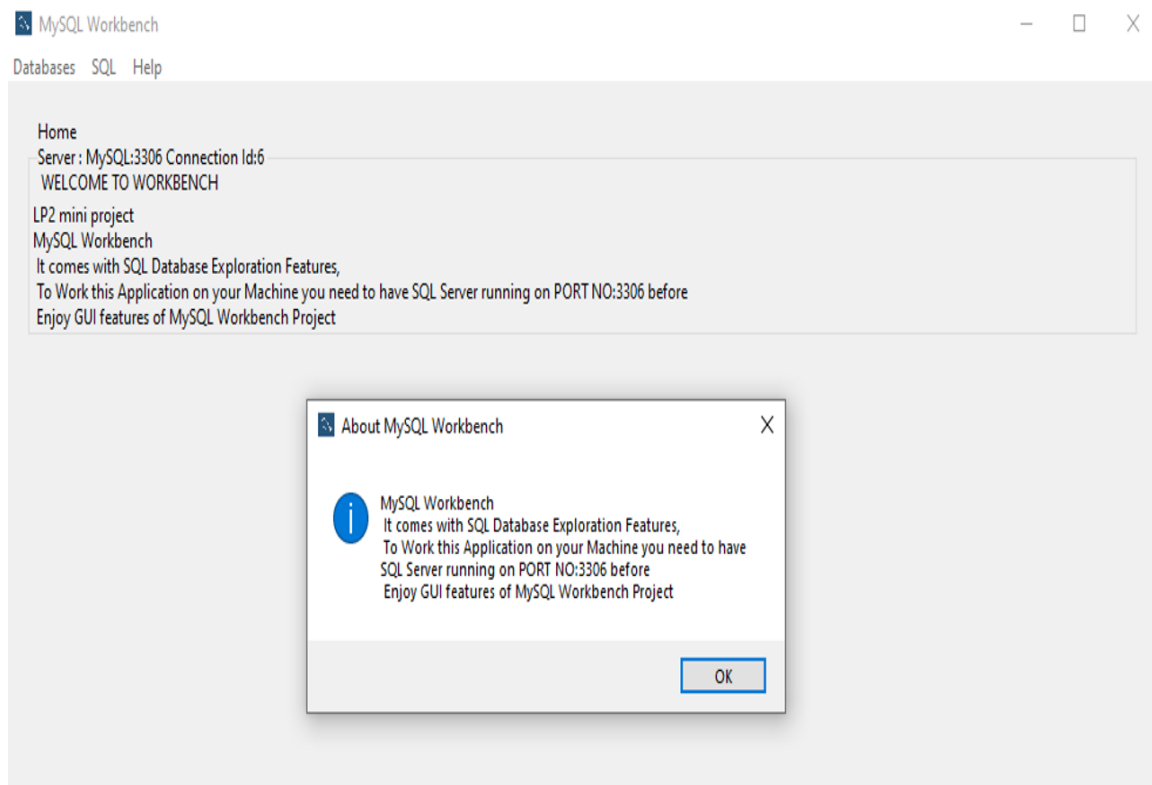 MySQL Workbench
Databases SQL Help
Home
Server : MySQL:3306 Connection Id:6
WELCOME TO WORKBENCH
LP2 mini project
MySQL Workbench
It comes with SQL Database Exploration Features,
To Work this Application on your Machine you need to have SQL Server running on PORT NO:3306 before
Enjoy GUI features of MySQL Workbench Project
About MySQL Workbench
MySQL Workbench
It comes with SQL Database Exploration Features,
To Work this Application on your Machine you need to have
SQL Server running on PORT NO:3306 before
Enjoy GUI features of MySQL Workbench Project
OK